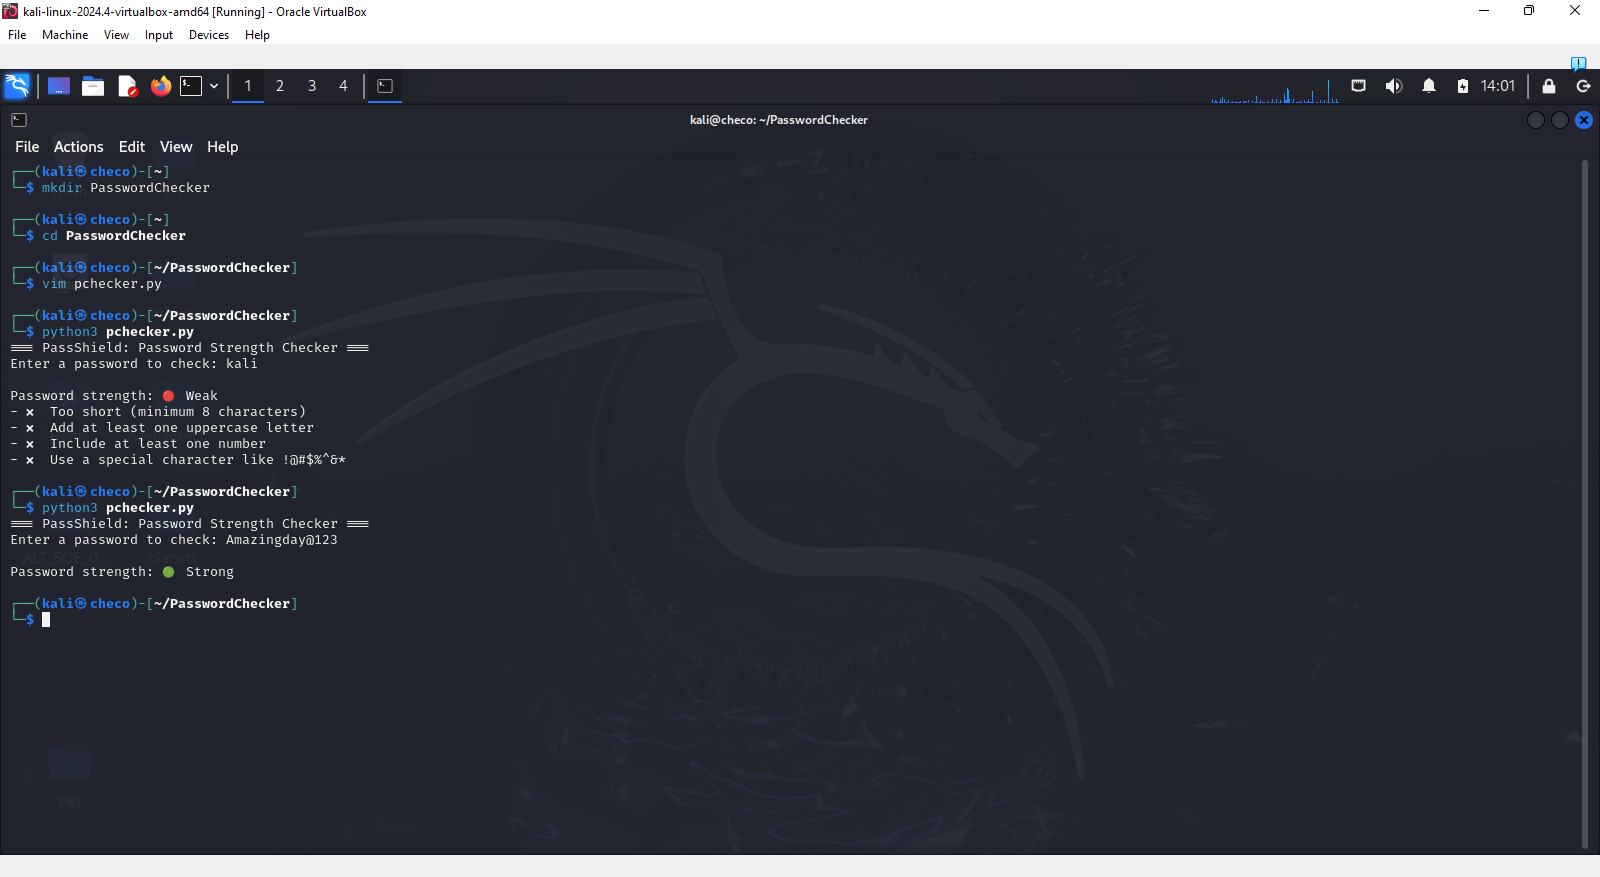 kali-linux-2024.4-virtualbox-amd64 [Running] - Oracle VirtualBox
File Machine View Input Devices Help
1 2 3 4 14:01
kali@checo: ~/PasswordChecker
File Actions Edit View Help
┌──(kali㉿checo)-[~]
└─$ mkdir PasswordChecker
┌──(kali㉿checo)-[~]
└─$ cd PasswordChecker
┌──(kali㉿checo)-[~/PasswordChecker]
└─$ vim pchecker.py
┌──(kali㉿checo)-[~/PasswordChecker]
└─$ python3 pchecker.py
=== PassShield: Password Strength Checker ===
Enter a password to check: kali
Password strength: 🔴 Weak
- ❌ Too short (minimum 8 characters)
- ❌ Add at least one uppercase letter
- ❌ Include at least one number
- ❌ Use a special character like !@#$%^&*
┌──(kali㉿checo)-[~/PasswordChecker]
└─$ python3 pchecker.py
=== PassShield: Password Strength Checker ===
Enter a password to check: Amazingday@123
Password strength: 🟢 Strong
┌──(kali㉿checo)-[~/PasswordChecker]
└─$
PKI